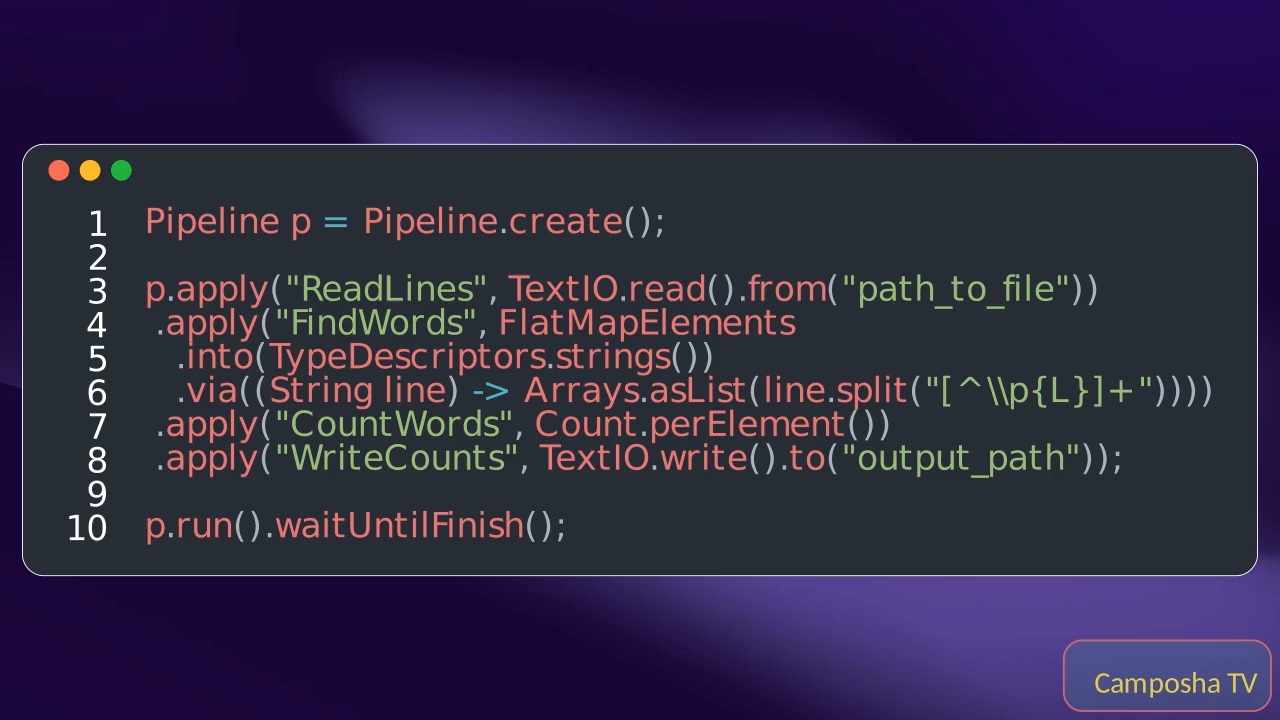 1 Pipeline p = Pipeline.create();
2
3 p.apply("ReadLines", TextIO.read().from("path_to_file"))
4 .apply("FindWords", FlatMapElements
5 .into(TypeDescriptors.strings())
6 .via((String line) -> Arrays.asList(line.split("[^\\p{L}]+"))))
7 .apply("CountWords", Count.perElement())
8 .apply("WriteCounts", TextIO.write().to("output_path"));
9
10 p.run().waitUntilFinish();
Camposha TV